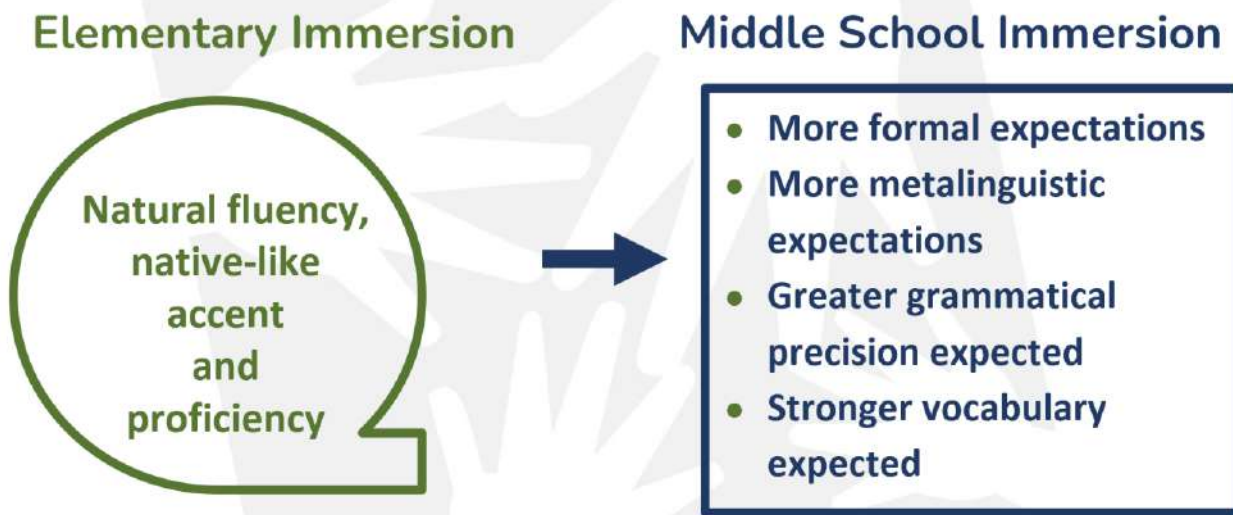 Elementary Immersion
Natural fluency,
native-like
accent
and
proficiency
Middle School Immersion
• More formal expectations
• More metalinguistic
expectations
• Greater grammatical
precision expected
• Stronger vocabulary
expected